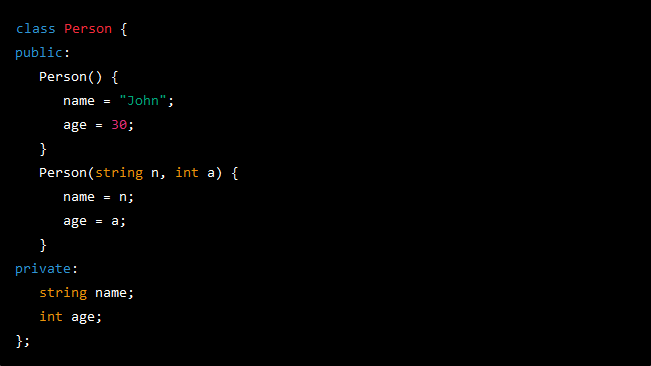 class Person {
public:
   Person() {
      name = "John";
      age = 30;
   }
   Person(string n, int a) {
      name = n;
      age = a;
   }
private:
   string name;
   int age;
};